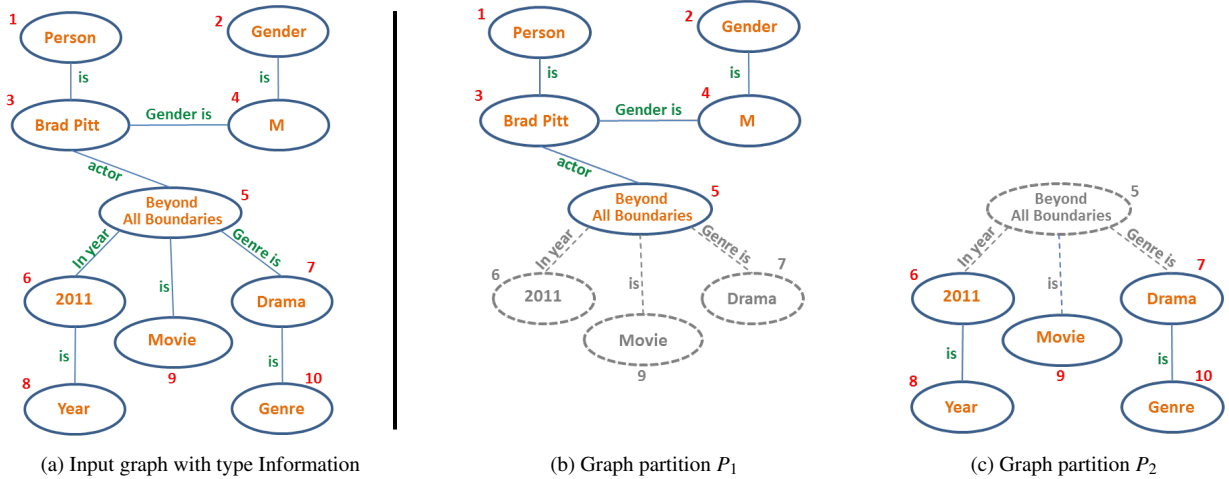 1
Person
2
Gender
is
is
3
Brad Pitt
Gender is
4
M
actor
5
Beyond
All Boundaries
In year
is
Genre is
6
2011
7
Drama
Movie
is
is
8
Year
9
10
Genre
(a) Input graph with type Information
1
Person
2
Gender
is
is
3
Brad Pitt
Gender is
4
M
actor
5
Beyond
All Boundaries
In year
is
Genre is
6
2011
7
Drama
Movie
9
(b) Graph partition P₁
5
Beyond
All Boundaries
In year
is
Genre is
6
2011
7
Drama
Movie
is
is
8
Year
9
10
Genre
(c) Graph partition P₂